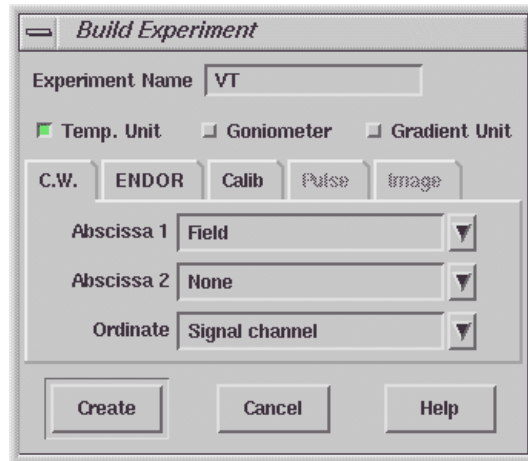 Build Experiment
Experiment Name VT
Temp. Unit Goniometer Gradient Unit
C.W. ENDOR Calib Pulse Image
Abscissa 1 Field
Abscissa 2 None
Ordinate Signal channel
Create Cancel Help